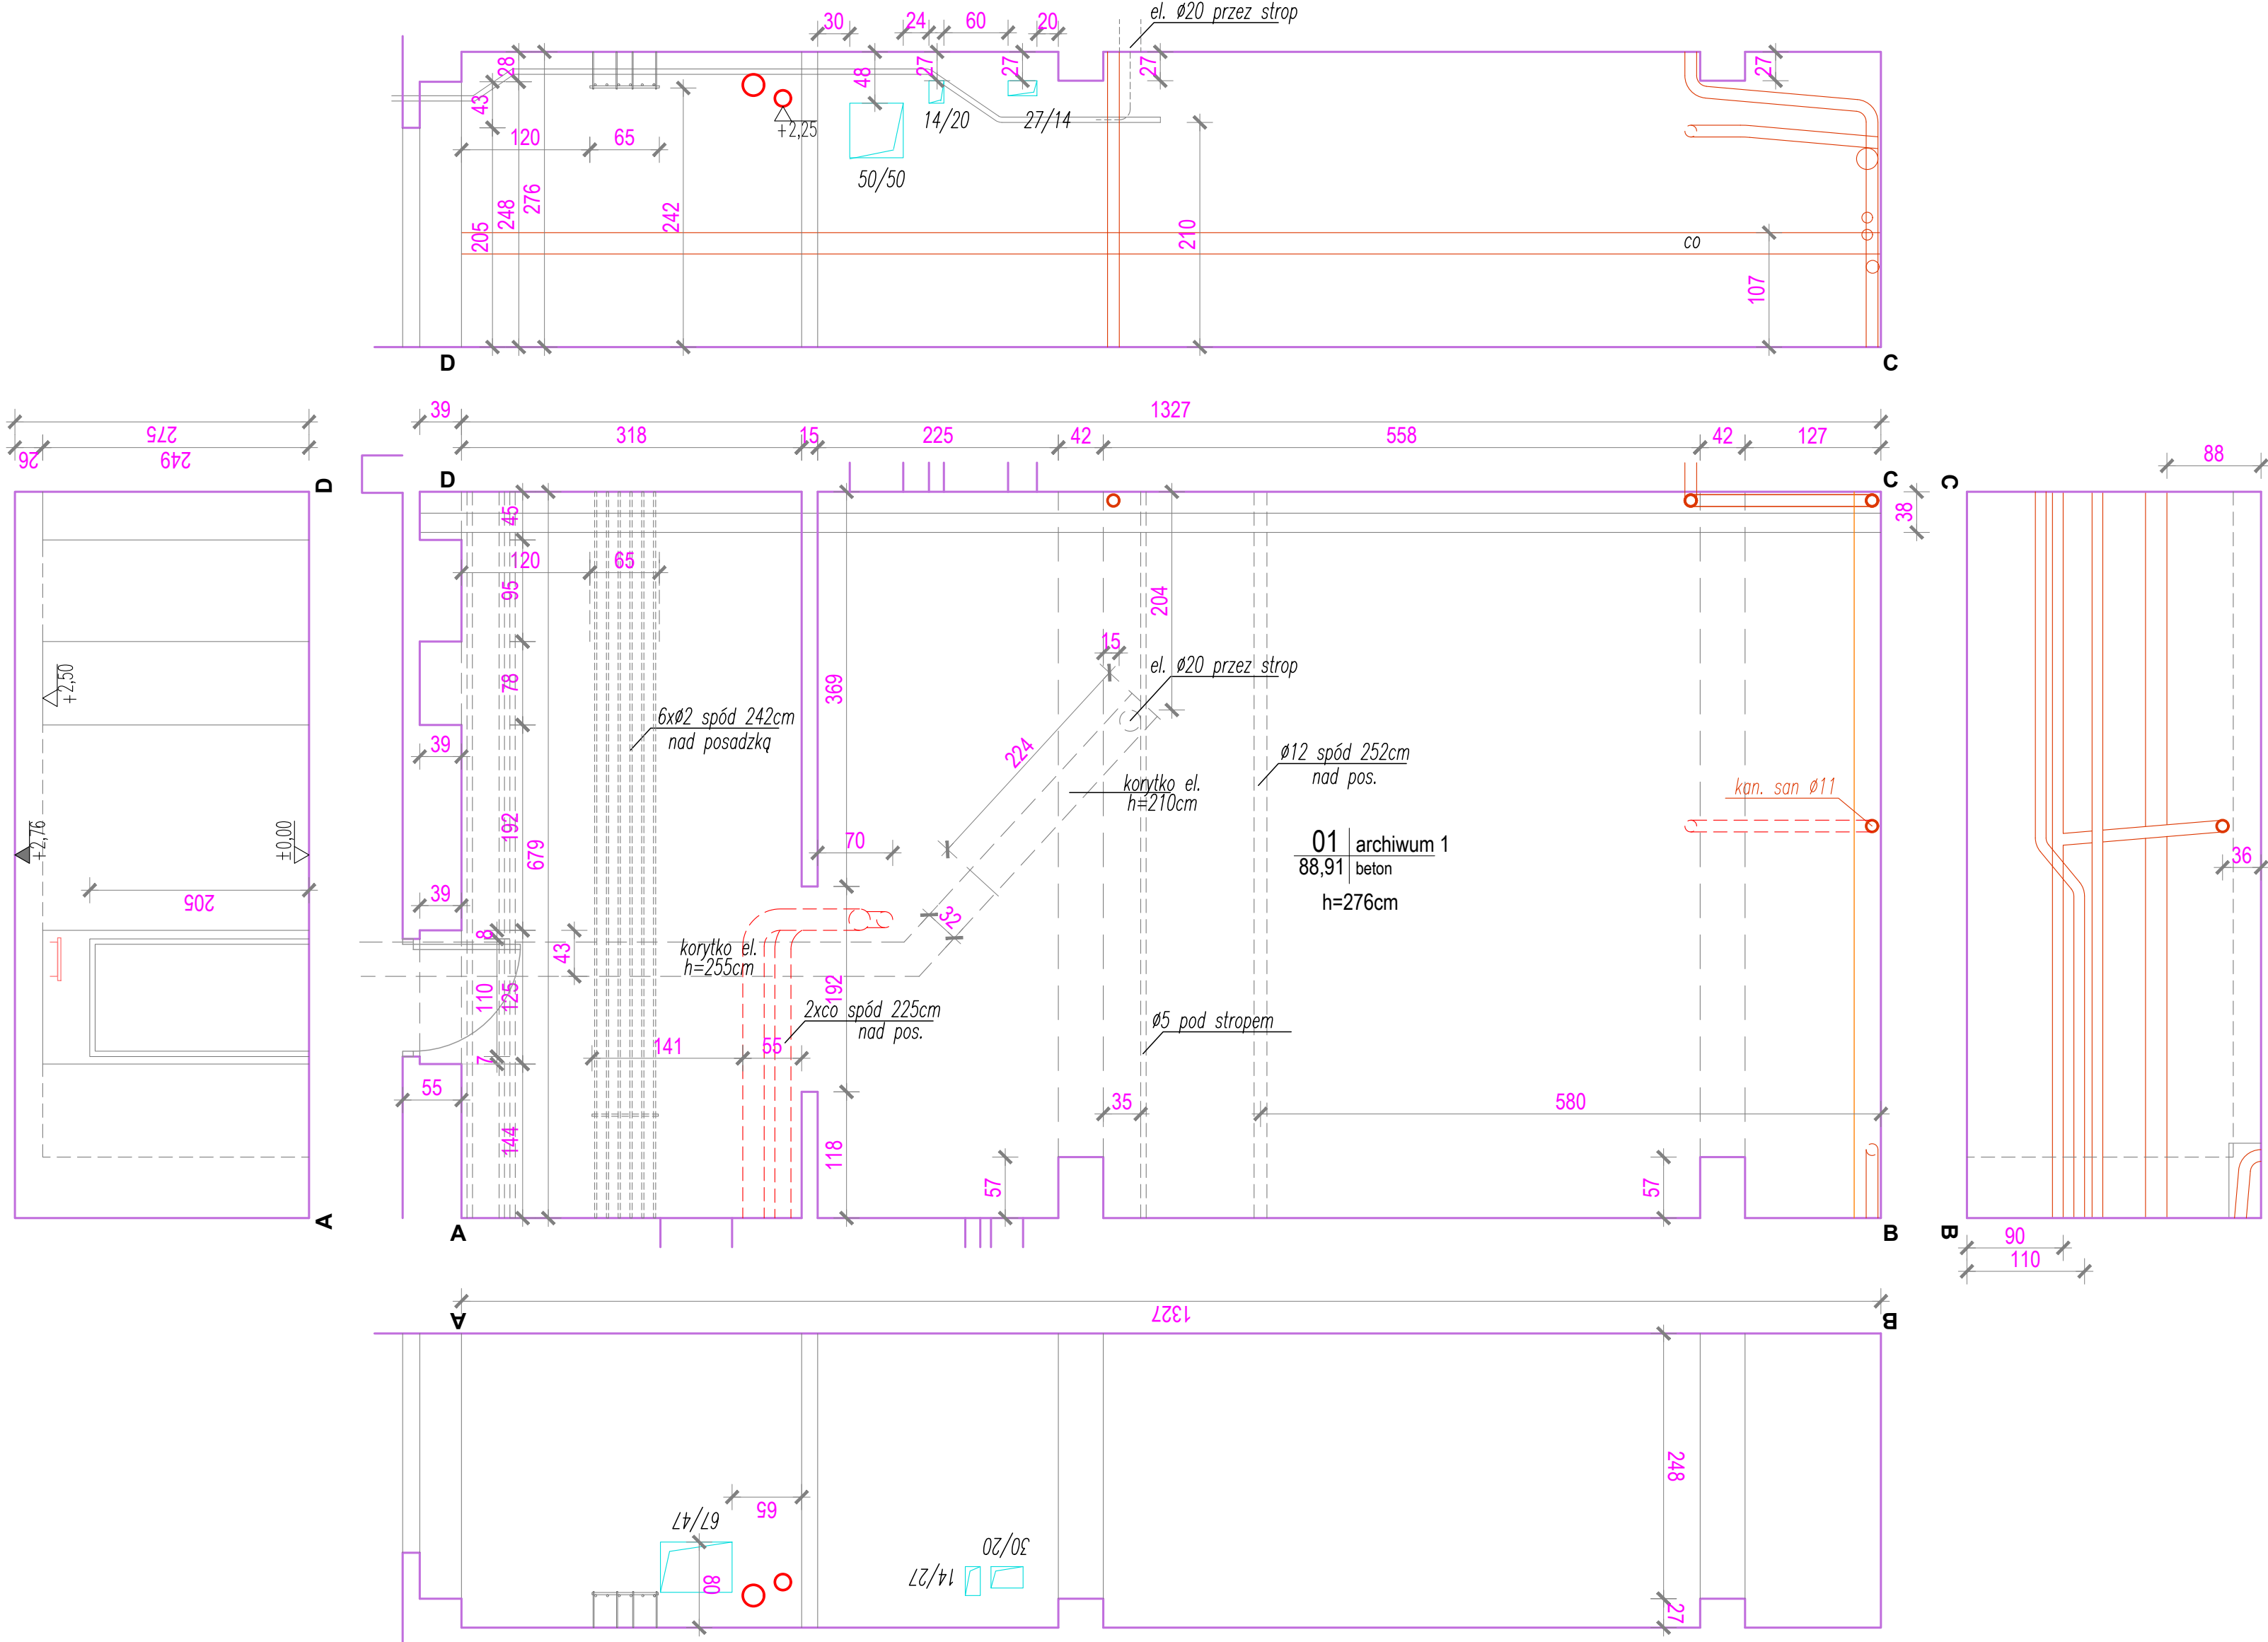 el. ø20 przez strop
30
24
60
20
28
43
48
27
27
27
27
+2,25
14/20
27/14
120
65
50/50
205
248
276
242
210
co
107
D
C
39
1327
318
15
225
42
558
42
127
275
26
249
D
A
+2,50
+2,76
±0,00
205
D
C
45
120
65
95
78
39
192
679
39
8
43
110
125
7
55
144
369
204
15
el. ø20 przez strop
6xø2 spód 242cm
nad posadzką
224
korytko el.
h=210cm
ø12 spód 252cm
nad pos.
kan. san ø11
70
01 archiwum 1
88,91 beton
h=276cm
32
korytko el.
h=255cm
192
2xco spód 225cm
nad pos.
ø5 pod stropem
141
55
35
580
118
57
57
A
B
C
88
38
36
B
90
110
A
1327
B
248
65
67/47
80
30/20
14/27
27